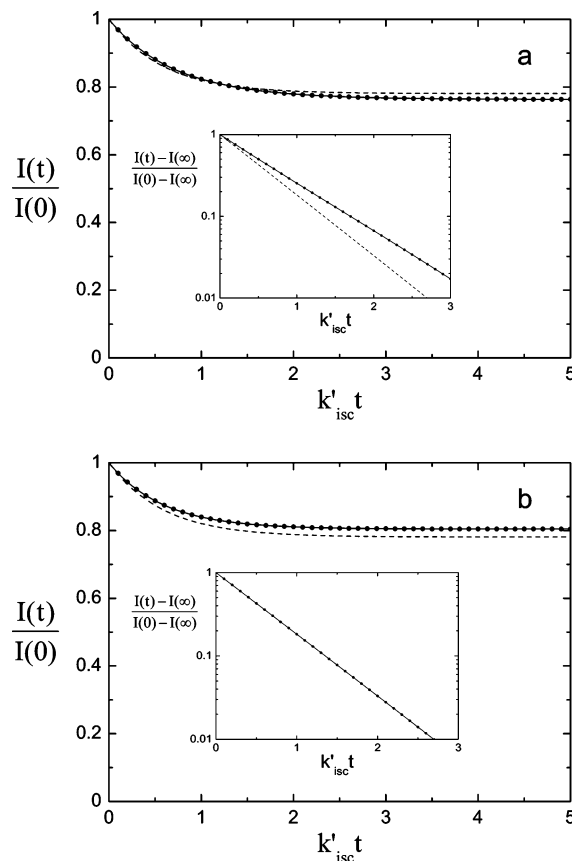 1
a
0.8
I(t)
I(0)
0.6
0.4
0.2
0
I(t) – I(∞)
I(0) – I(∞)
1
0.1
0.01
0 1 2 3
k'isc t
0 1 2 3 4 5
k'isc t
1
b
0.8
I(t)
I(0)
0.6
0.4
0.2
0
I(t) – I(∞)
I(0) – I(∞)
1
0.1
0.01
0 1 2 3
k'isc t
0 1 2 3 4 5
k'isc t